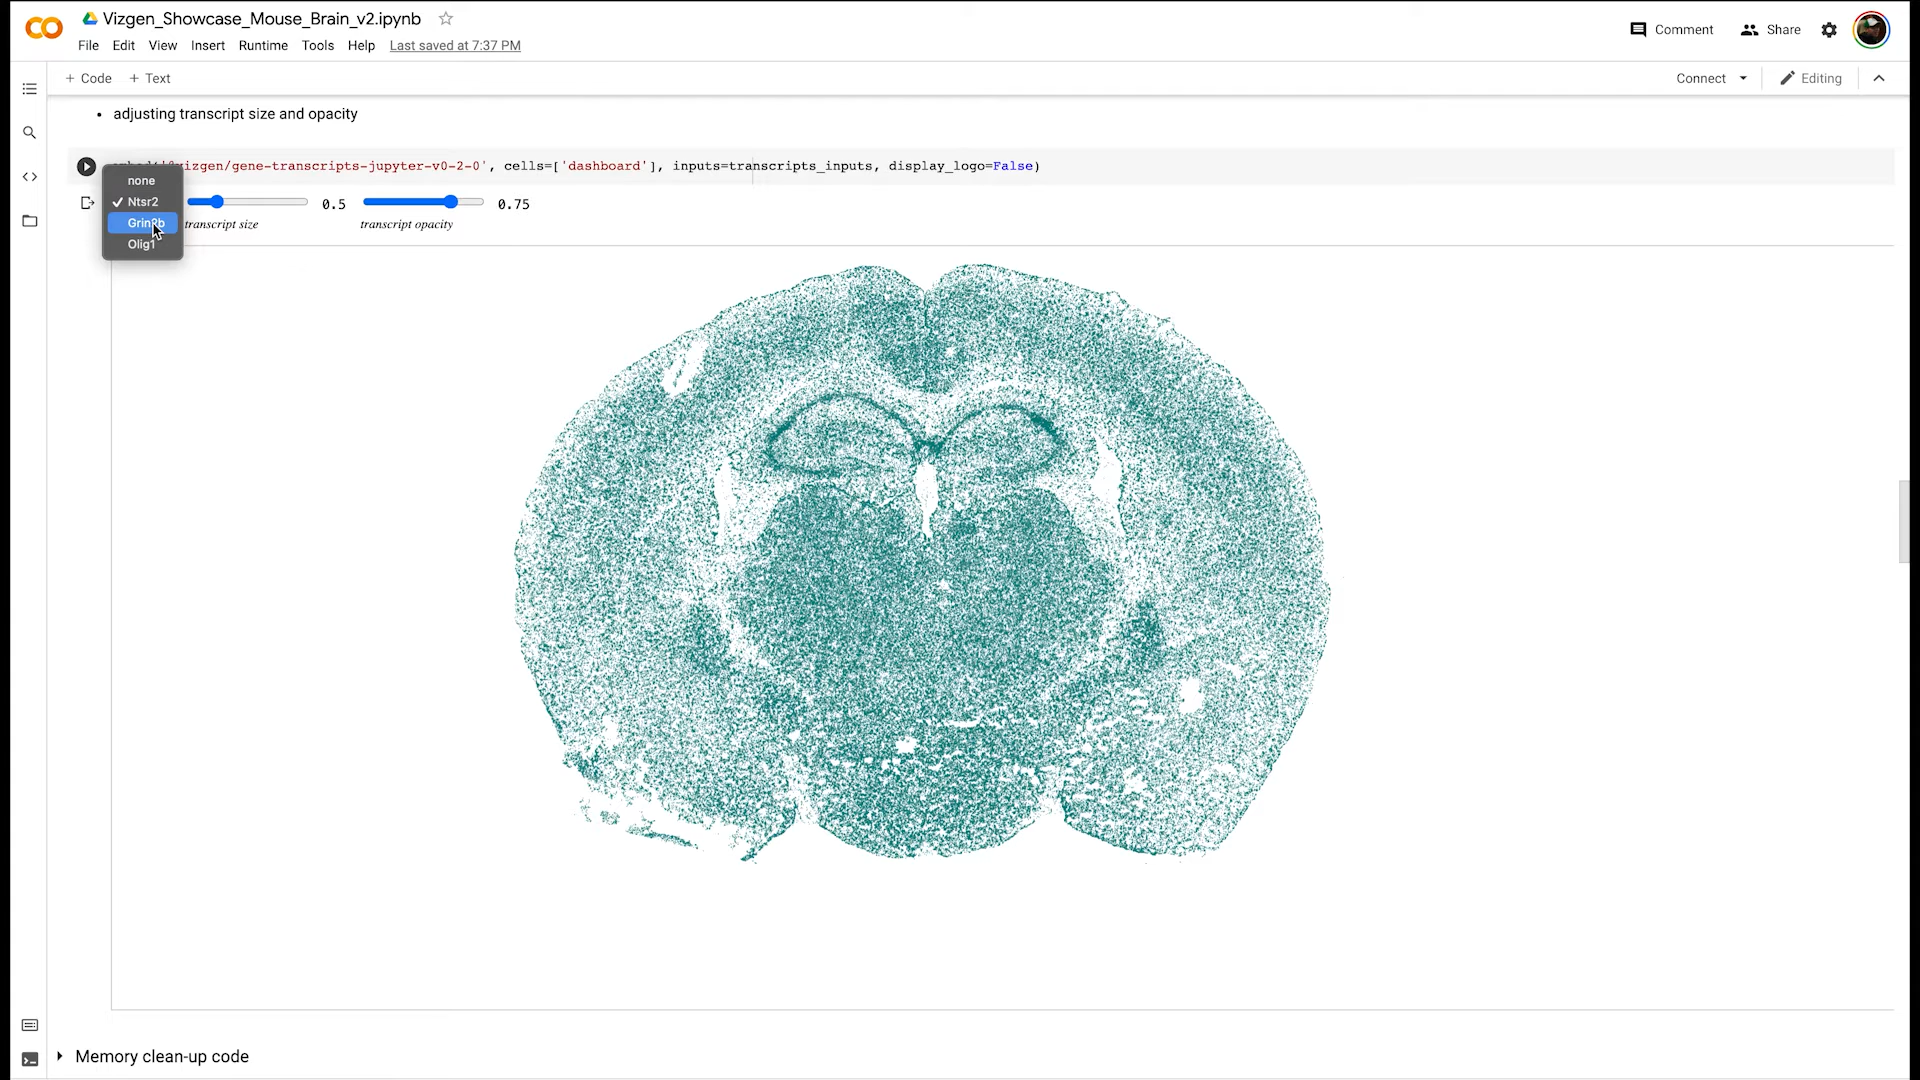 Vizgen_Showcase_Mouse_Brain_v2.ipynb
File Edit View Insert Runtime Tools Help Last saved at 7:37 PM
Comment Share
+ Code + Text
Connect Editing
adjusting transcript size and opacity
izgen/gene-transcripts-jupyter-v0-2-0', cells=['dashboard'], inputs=transcripts_inputs, display_logo=False)
none
✓ Ntsr2
Olig1
0.5
0.75
transcript size
transcript opacity
Memory clean-up code